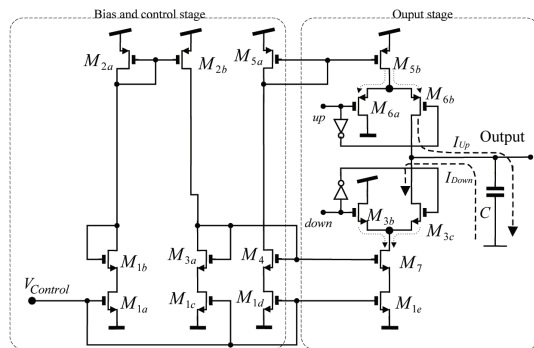 Bias and control stage
Ouput stage
M2a
M2b
M5a
M5b
M6a
M6b
up
IUp
Output
IDown
C
down
M3b
M3c
M1b
M3a
M4
M7
VControl
M1a
M1c
M1d
M1e